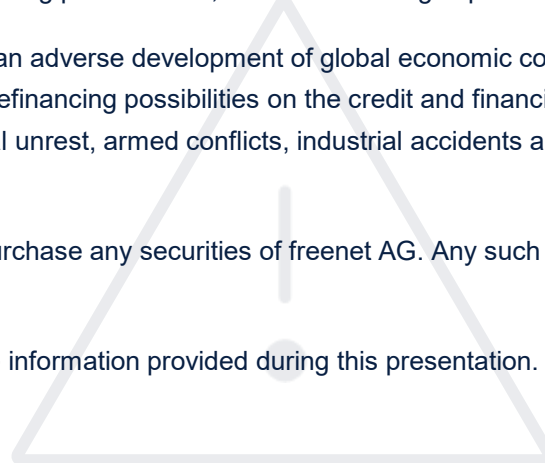 an adverse development of global economic co
efinancing possibilities on the credit and financi
l unrest, armed conflicts, industrial accidents a
urchase any securities of freenet AG. Any such
information provided during this presentation.